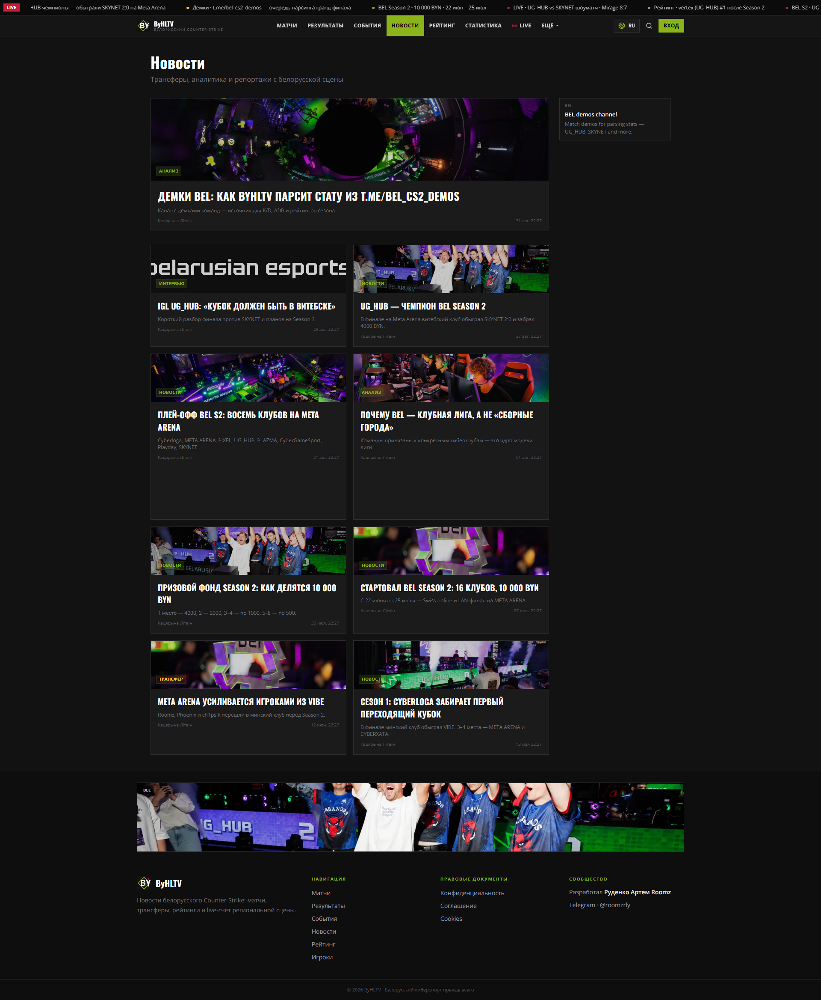 LIVE
HUB чемпионы — обыграли SKYNET 2:0 на Meta Arena
Демки · t.me/bel_cs2_demos — очередь парсинга гранд-финала
BEL Season 2 · 10 000 BYN · 22 июн – 25 июл
LIVE · UG_HUB vs SKYNET шоуматч · Mirage 8:7
Рейтинг · vertex (UG_HUB) #1 после Season 2
BEL S2 · UG_
BY ByHLTV
БЕЛОРУССКИЙ COUNTER-STRIKE
МАТЧИ РЕЗУЛЬТАТЫ СОБЫТИЯ НОВОСТИ РЕЙТИНГ СТАТИСТИКА LIVE ЕЩЁ
RU
ВХОД
Новости
Трансферы, аналитика и репортажи с белорусской сцены
АНАЛИЗ
ДЕМКИ BEL: КАК BYHLTV ПАРСИТ СТАТУ ИЗ T.ME/BEL_CS2_DEMOS
Канал с демками команд — источник для K/D, ADR и рейтингов сезона.
Кацярына Літвін 31 авг. 22:27
BEL
BEL demos channel
Match demos for parsing stats —
UG_HUB, SKYNET and more.
belarusian esports
ИНТЕРВЬЮ
IGL UG_HUB: «КУБОК ДОЛЖЕН БЫТЬ В ВИТЕБСКЕ»
Короткий разбор финала против SKYNET и планов на Season 3.
Кацярына Літвін 29 авг. 22:27
UG_HUB 2
BELARUSIA
НОВОСТИ
UG_HUB — ЧЕМПИОН BEL SEASON 2
В финале на Meta Arena витебский клуб обыграл SKYNET 2:0 и забрал
4000 BYN.
Кацярына Літвін 27 авг. 22:27
SKYNET
sports league
НОВОСТИ
ПЛЕЙ-ОФФ BEL S2: ВОСЕМЬ КЛУБОВ НА META
ARENA
Cyberloga, META ARENA, PIXEL, UG_HUB, PLAZMA, CyberGameSport,
Playday, SKYNET.
Кацярына Літвін 21 авг. 22:27
АНАЛИЗ
ПОЧЕМУ BEL — КЛУБНАЯ ЛИГА, А НЕ «СБОРНЫЕ
ГОРОДА»
Команды привязаны к конкретным киберклубам — это ядро модели
лиги.
Кацярына Літвін 01 авг. 22:27
UG_HUB 2
BELARUSIA
НОВОСТИ
ПРИЗОВОЙ ФОНД SEASON 2: КАК ДЕЛЯТСЯ 10 000
BYN
1 место — 4000, 2 — 2000, 3–4 — по 1000, 5–8 — по 500.
Кацярына Літвін 30 июл. 22:27
НОВОСТИ
СТАРТОВАЛ BEL SEASON 2: 16 КЛУБОВ, 10 000 BYN
С 22 июня по 25 июля — Swiss online и LAN-финал на META ARENA.
Кацярына Літвін 27 июл. 22:27
ТРАНСФЕР
META ARENA УСИЛИВАЕТСЯ ИГРОКАМИ ИЗ VIBE
Roomz, Phoenix и ch1psik перешли в минский клуб перед Season 2.
Кацярына Літвін 12 июн. 22:27
UG_HUB
НОВОСТИ
СЕЗОН 1: CYBERLOGA ЗАБИРАЕТ ПЕРВЫЙ
ПЕРЕХОДЯЩИЙ КУБОК
В финале минский клуб обыграл VIBE. 3–4 места — META ARENA и
CYBERXATA.
Кацярына Літвін 13 мая 22:27
BEL
UG_HUB 2
BY ByHLTV
Новости белорусского Counter-Strike: матчи,
трансферы, рейтинги и live-счёт региональной сцены.
НАВИГАЦИЯ
Матчи
Результаты
События
Новости
Рейтинг
Игроки
ПРАВОВЫЕ ДОКУМЕНТЫ
Конфиденциальность
Соглашение
Cookies
СООБЩЕСТВО
Разработал Руденко Артем Roomz
Telegram · @roomzrly
© 2026 ByHLTV · Белорусский киберспорт прежде всего